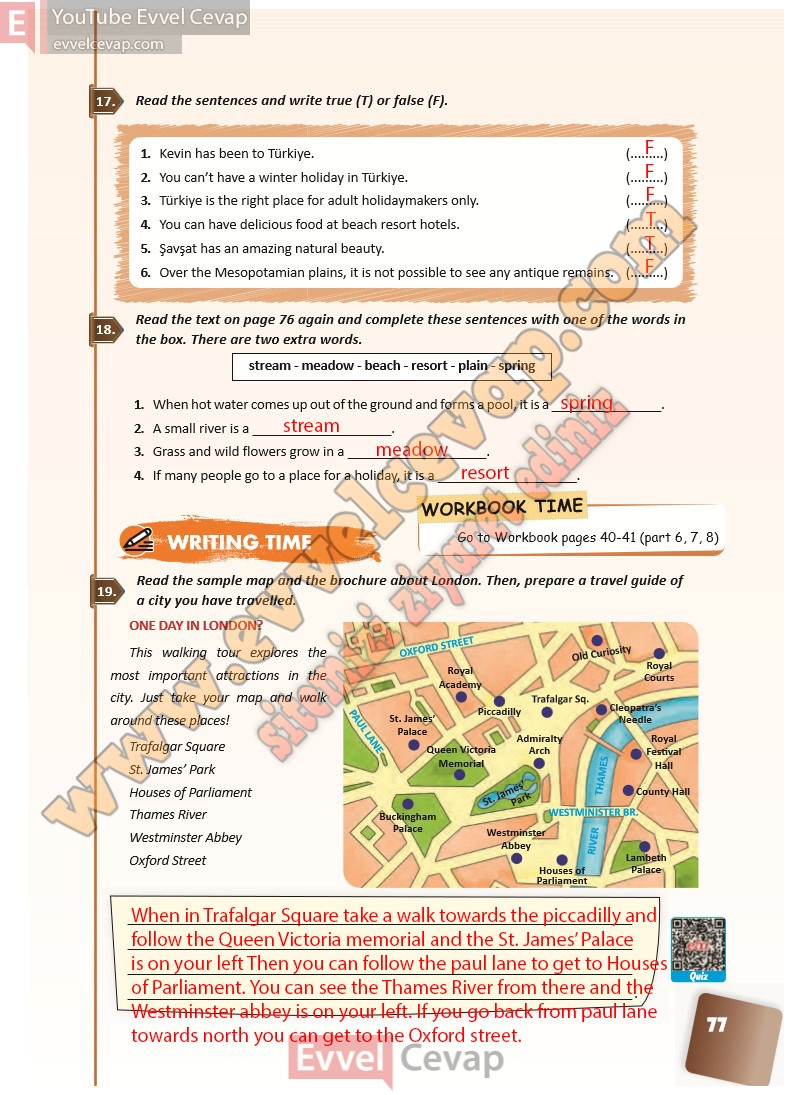 E
YouTube Evvel Cevap
evvelcevap.com
17.
Read the sentences and write true (T) or false (F).
1. Kevin has been to Türkiye. (....F....)
2. You can't have a winter holiday in Türkiye. (....F....)
3. Türkiye is the right place for adult holidaymakers only. (....F....)
4. You can have delicious food at beach resort hotels. (....T....)
5. Şavşat has an amazing natural beauty. (....T....)
6. Over the Mesopotamian plains, it is not possible to see any antique remains. (....F....)
18.
Read the text on page 76 again and complete these sentences with one of the words in
the box. There are two extra words.
stream - meadow - beach - resort - plain - spring
1. When hot water comes up out of the ground and forms a pool, it is a spring.
2. A small river is a stream.
3. Grass and wild flowers grow in a meadow.
4. If many people go to a place for a holiday, it is a resort.
WORKBOOK TIME
Go to Workbook pages 40-41 (part 6, 7, 8)
WRITING TIME
19.
Read the sample map and the brochure about London. Then, prepare a travel guide of
a city you have travelled.
ONE DAY IN LONDON?
This walking tour explores the
most important attractions in the
city. Just take your map and walk
around these places!
Trafalgar Square
St. James' Park
Houses of Parliament
Thames River
Westminster Abbey
Oxford Street
OXFORD STREET
Old Curiosity
Royal
Courts
Royal
Academy
Piccadilly
Trafalgar Sq.
Cleopatra's
Needle
PAUL LANE
St. James'
Palace
Queen Victoria
Memorial
Admiralty
Arch
Royal
Festival
Hall
THAMES
St. James'
Park
County Hall
Buckingham
Palace
WESTMINISTER BR.
Westminster
Abbey
RIVER
Houses of
Parliament
Lambeth
Palace
When in Trafalgar Square take a walk towards the piccadilly and
follow the Queen Victoria memorial and the St. James' Palace
is on your left Then you can follow the paul lane to get to Houses
of Parliament. You can see the Thames River from there and the
Westminster abbey is on your left. If you go back from paul lane
towards north you can get to the Oxford street.
Quiz
77
Evvel Cevap
www.evvelcevap.com
sitemizi ziyaret ediniz